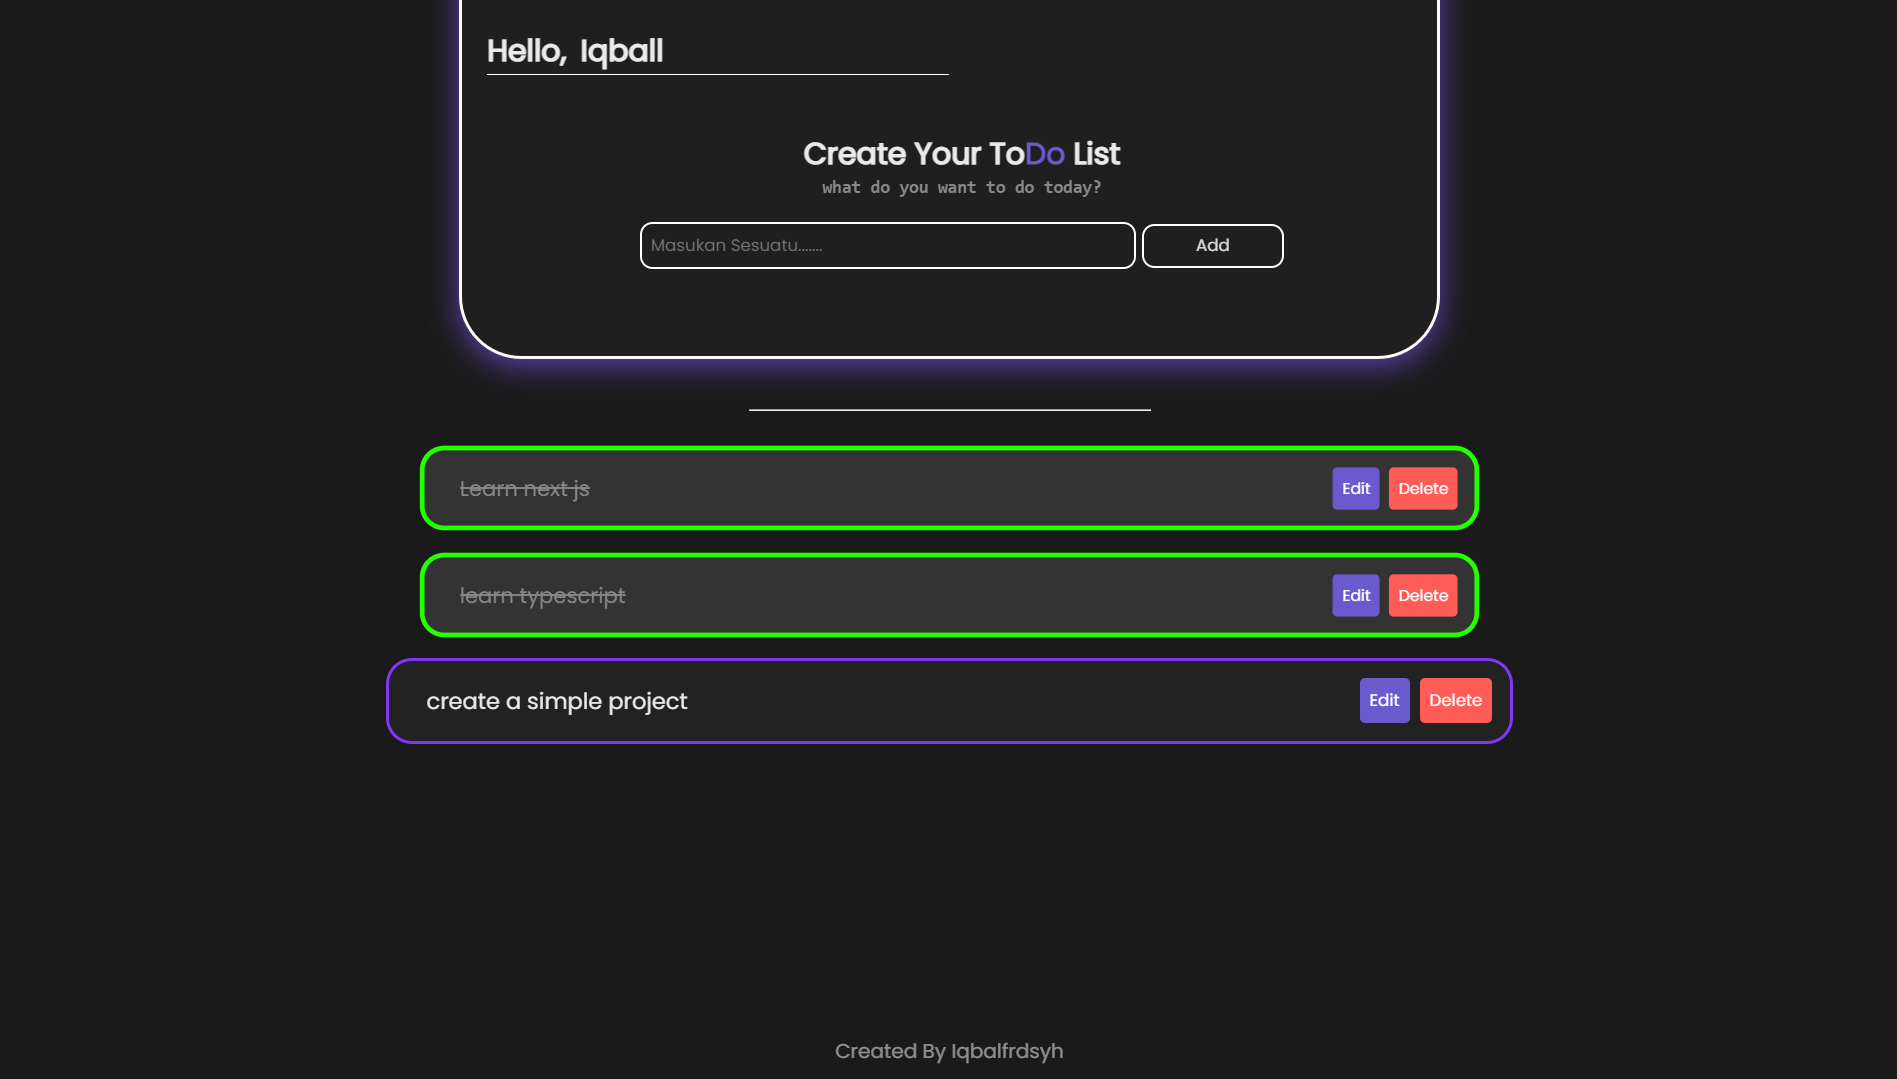 Hello, Iqball
Create Your ToDo List
what do you want to do today?
Masukan Sesuatu.......
Add
Learn next js
Edit
Delete
learn typescript
Edit
Delete
create a simple project
Edit
Delete
Created By Iqbalfrdsyh